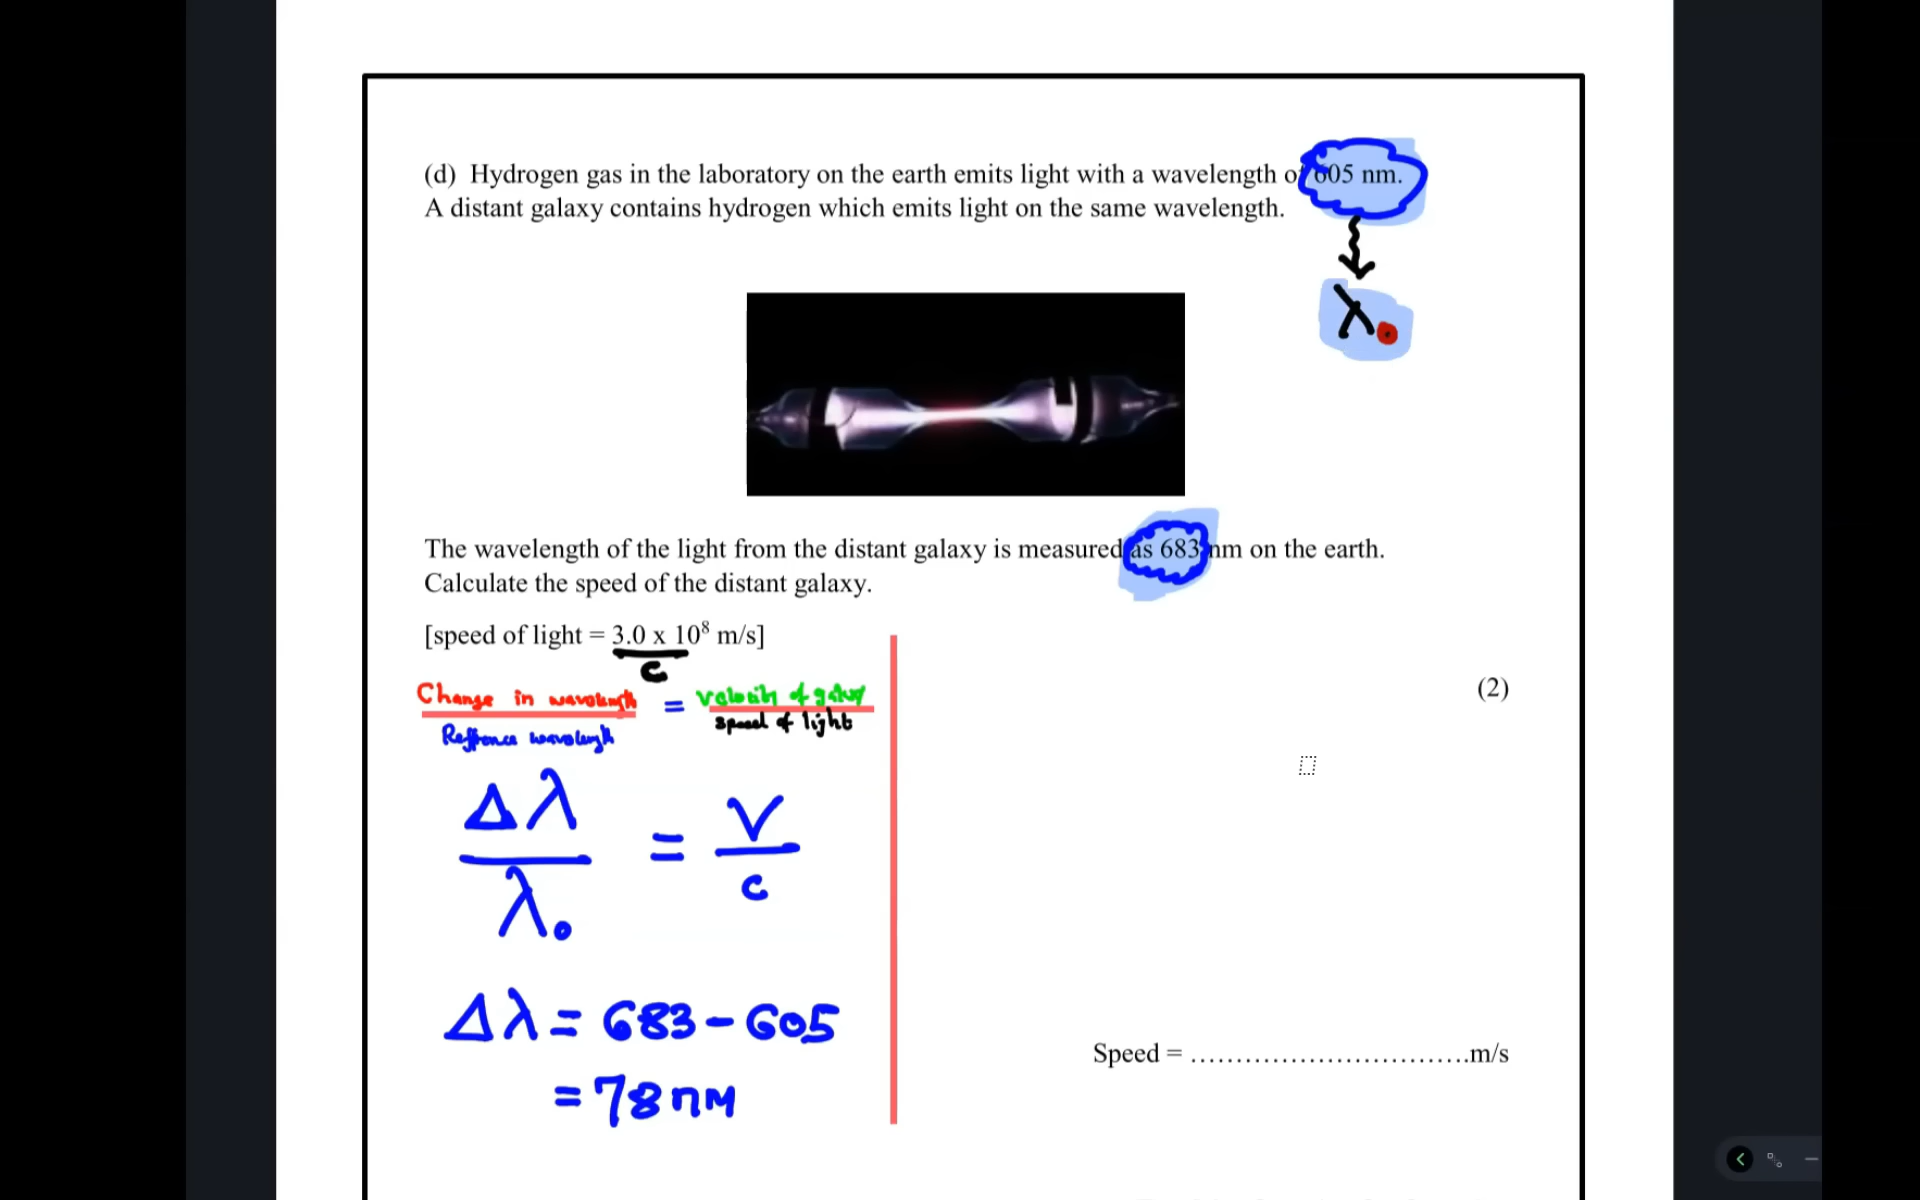 (d) Hydrogen gas in the laboratory on the earth emits light with a wavelength of 605 nm.
A distant galaxy contains hydrogen which emits light on the same wavelength.
λ₀
The wavelength of the light from the distant galaxy is measured as 683 nm on the earth.
Calculate the speed of the distant galaxy.
[speed of light = 3.0 x 10⁸ m/s]
c
(2)
Change in wavelength = velocity of galaxy
Reffrence wavelength speed of light
Δλ = v
λ₀ c
Δλ = 683 - 605
= 78 nm
Speed = ...............................m/s